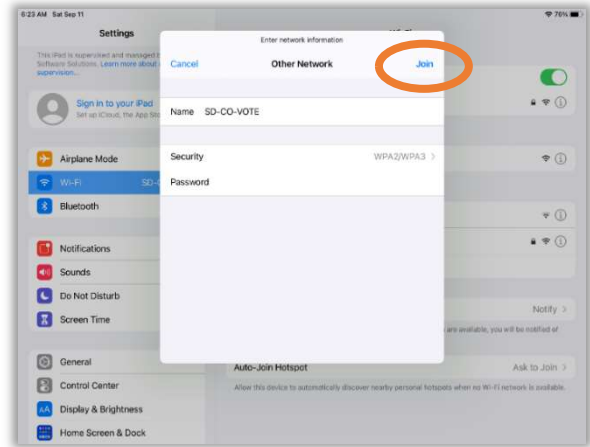 6:23 AM Sat Sep 11
76%
Settings
This iPad is supervised and managed
Software Solutions. Learn more about
supervision...
Sign in to your iPad
Set up iCloud, the App
Airplane Mode
Wi-Fi
Bluetooth
Notifications
Sounds
Do Not Disturb
Screen Time
General
Control Center
Display & Brightness
Home Screen & Dock
Enter network information
Cancel
Other Network
Join
Name SD-CO-VOTE
Security WPA2/WPA3
Password
Notify
are available, you will be notified of
Auto-Join Hotspot Ask to Join
Allow this device to automatically discover nearby personal hotspots when no Wi-Fi network is available.